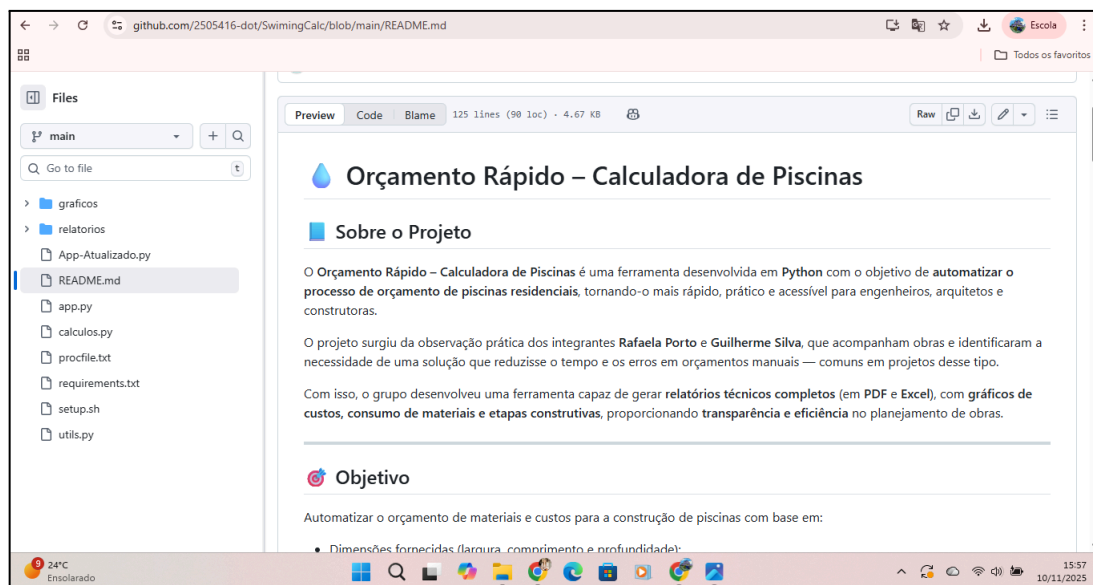 github.com/2505416-dot/SwimingCalc/blob/main/README.md
Escola
Todos os favoritos
Files
main
Go to file
t
graficos
relatorios
App-Atualizado.py
README.md
app.py
calculos.py
procfile.txt
requirements.txt
setup.sh
utils.py
Preview Code Blame 125 lines (90 loc) · 4.67 KB Raw
Orçamento Rápido – Calculadora de Piscinas
Sobre o Projeto
O Orçamento Rápido – Calculadora de Piscinas é uma ferramenta desenvolvida em Python com o objetivo de automatizar o
processo de orçamento de piscinas residenciais, tornando-o mais rápido, prático e acessível para engenheiros, arquitetos e
construtoras.
O projeto surgiu da observação prática dos integrantes Rafaela Porto e Guilherme Silva, que acompanham obras e identificaram a
necessidade de uma solução que reduzisse o tempo e os erros em orçamentos manuais — comuns em projetos desse tipo.
Com isso, o grupo desenvolveu uma ferramenta capaz de gerar relatórios técnicos completos (em PDF e Excel), com gráficos de
custos, consumo de materiais e etapas construtivas, proporcionando transparência e eficiência no planejamento de obras.
Objetivo
Automatizar o orçamento de materiais e custos para a construção de piscinas com base em:
• Dimensões fornecidas (largura, comprimento e profundidade);
9
24°C
Ensolarado
15:57
10/11/2025